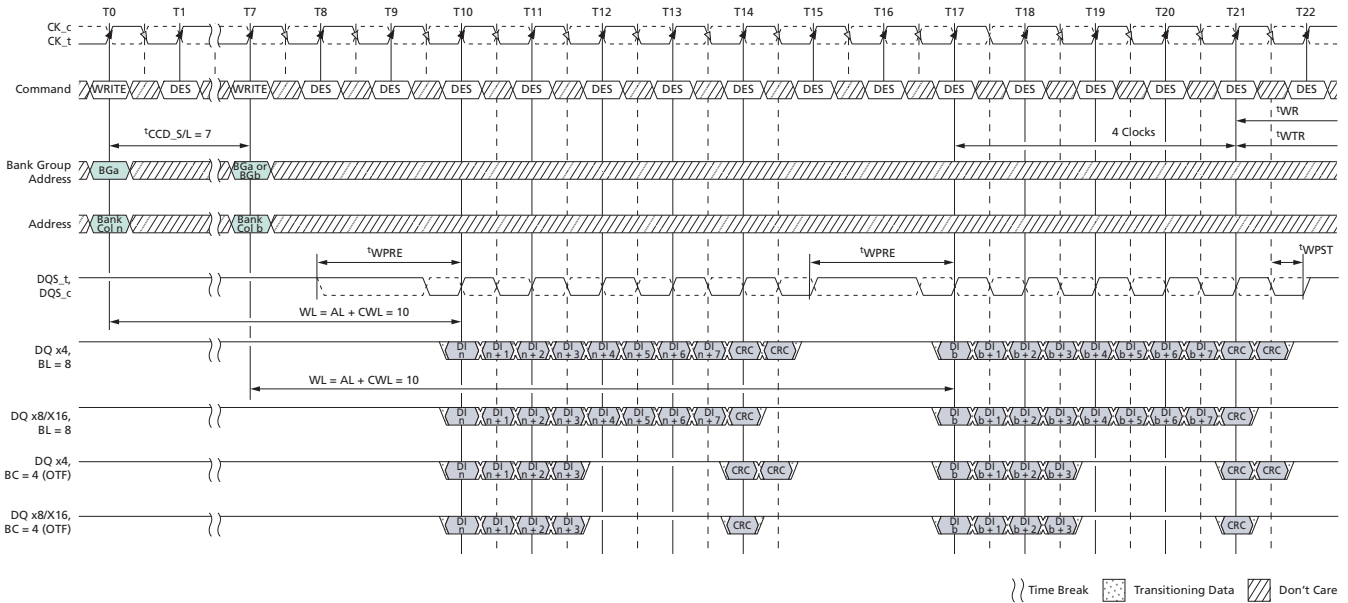 T0 T1 T7 T8 T9 T10 T11 T12 T13 T14 T15 T16 T17 T18 T19 T20 T21 T22
CK_c
CK_t
Command WRITE DES WRITE DES DES DES DES DES DES DES DES DES DES DES DES DES DES DES
tWR
tCCD_S/L = 7
4 Clocks
tWTR
Bank Group
Address
BGa
BGa or
BGb
Address
Bank
Col n
Bank
Col b
tWPRE tWPRE tWPST
DQS_t,
DQS_c
WL = AL + CWL = 10
DQ x4,
BL = 8
DI
n
DI
n + 1
DI
n + 2
DI
n + 3
DI
n + 4
DI
n + 5
DI
n + 6
DI
n + 7
CRC CRC
DI
b
DI
b + 1
DI
b + 2
DI
b + 3
DI
b + 4
DI
b + 5
DI
b + 6
DI
b + 7
CRC CRC
WL = AL + CWL = 10
DQ x8/X16,
BL = 8
DI
n
DI
n + 1
DI
n + 2
DI
n + 3
DI
n + 4
DI
n + 5
DI
n + 6
DI
n + 7
CRC
DI
b
DI
b + 1
DI
b + 2
DI
b + 3
DI
b + 4
DI
b + 5
DI
b + 6
DI
b + 7
CRC
DQ x4,
BC = 4 (OTF)
DI
n
DI
n + 1
DI
n + 2
DI
n + 3
CRC CRC
DI
b
DI
b + 1
DI
b + 2
DI
b + 3
CRC CRC
DQ x8/X16,
BC = 4 (OTF)
DI
n
DI
n + 1
DI
n + 2
DI
n + 3
CRC
DI
b
DI
b + 1
DI
b + 2
DI
b + 3
CRC
Time Break Transitioning Data Don't Care